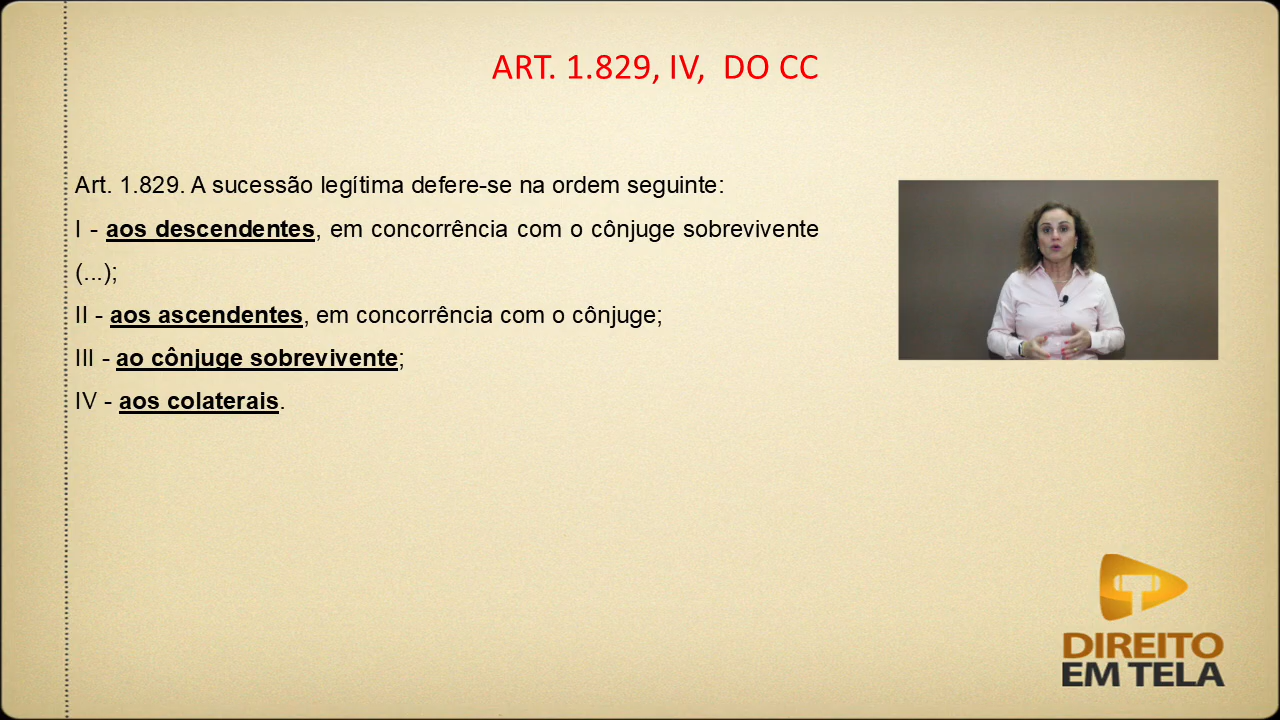 ART. 1.829, IV, DO CC
Art. 1.829. A sucessão legítima defere-se na ordem seguinte:
I - aos descendentes, em concorrência com o cônjuge sobrevivente
(...);
II - aos ascendentes, em concorrência com o cônjuge;
III - ao cônjuge sobrevivente;
IV - aos colaterais.
DIREITO
EM TELA